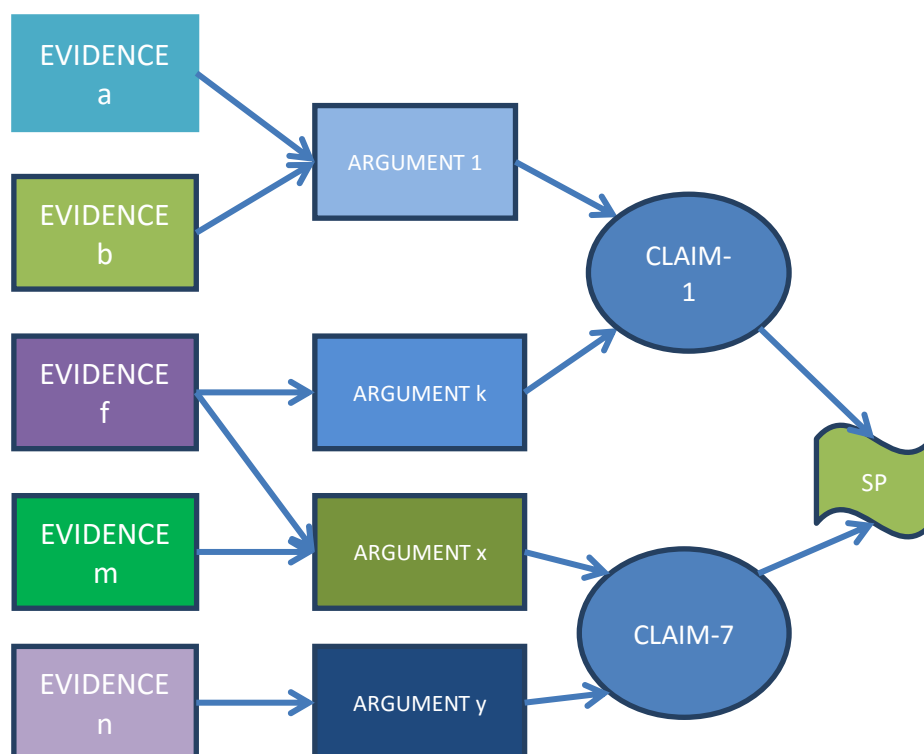 EVIDENCE
a
ARGUMENT 1
EVIDENCE
b
CLAIM-
1
EVIDENCE
f
ARGUMENT k
SP
EVIDENCE
m
ARGUMENT x
CLAIM-7
EVIDENCE
n
ARGUMENT y